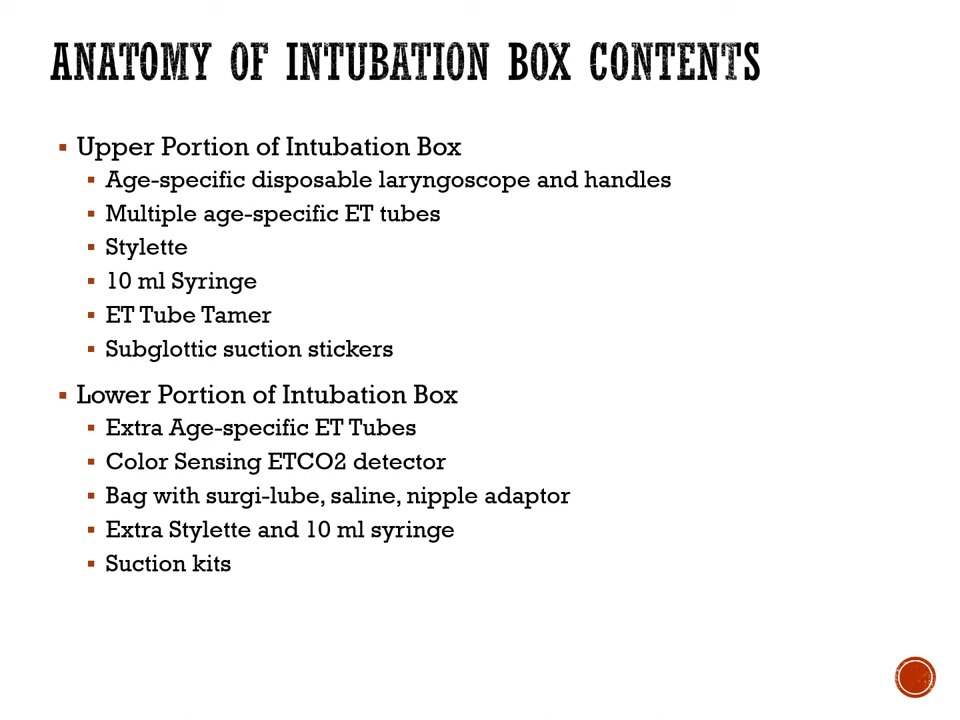 ANATOMY OF INTUBATION BOX CONTENTS
Upper Portion of Intubation Box
Age-specific disposable laryngoscope and handles
Multiple age-specific ET tubes
Stylette
10 ml Syringe
ET Tube Tamer
Subglottic suction stickers
Lower Portion of Intubation Box
Extra Age-specific ET Tubes
Color Sensing ETCO2 detector
Bag with surgi-lube, saline, nipple adaptor
Extra Stylette and 10 ml syringe
Suction kits